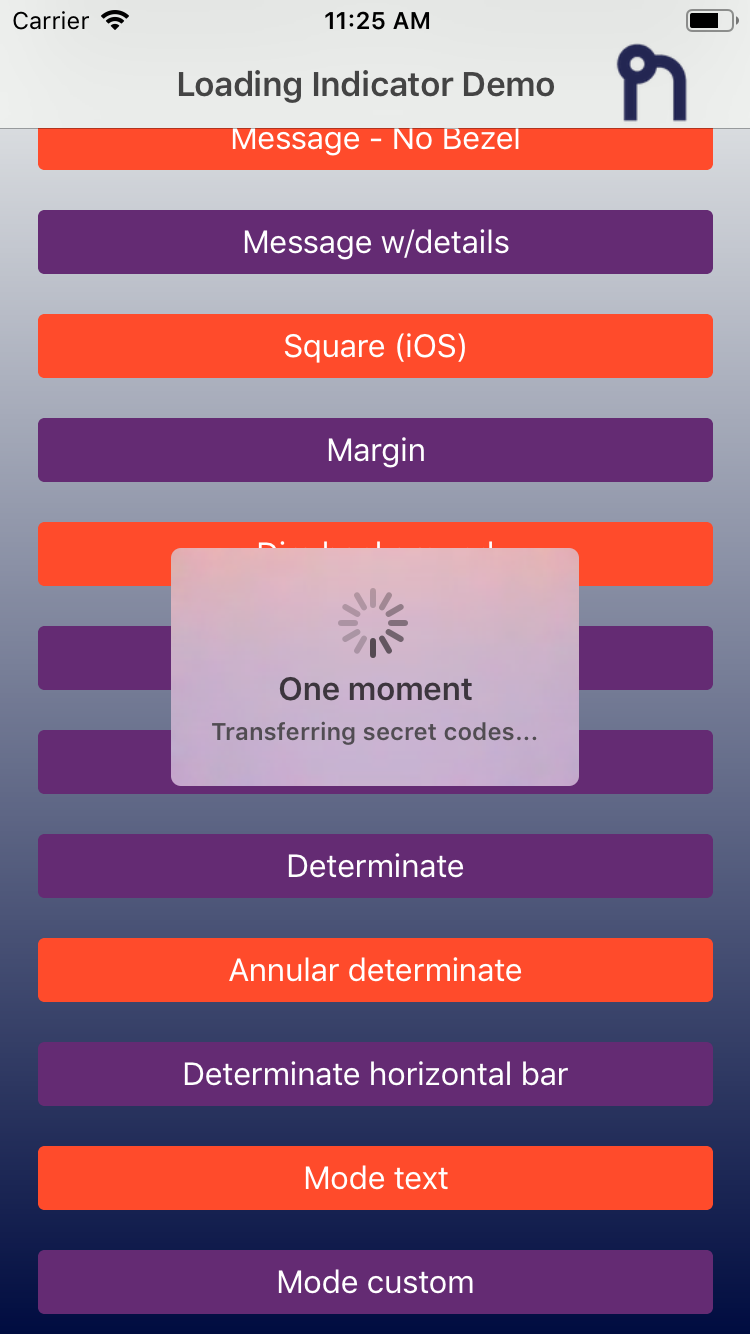 Carrier 11:25 AM
Loading Indicator Demo
Message - No Bezel
Message w/details
Square (iOS)
Margin
One moment
Transferring secret codes...
Determinate
Annular determinate
Determinate horizontal bar
Mode text
Mode custom